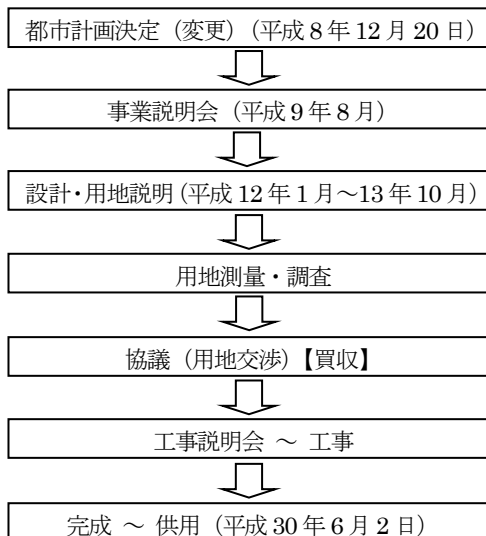 都市計画決定（変更）（平成8年12月20日）
事業説明会（平成9年8月）
設計・用地説明（平成12年1月～13年10月）
用地測量・調査
協議（用地交渉）【買収】
工事説明会 ～ 工事
完成 ～ 供用（平成30年6月2日）